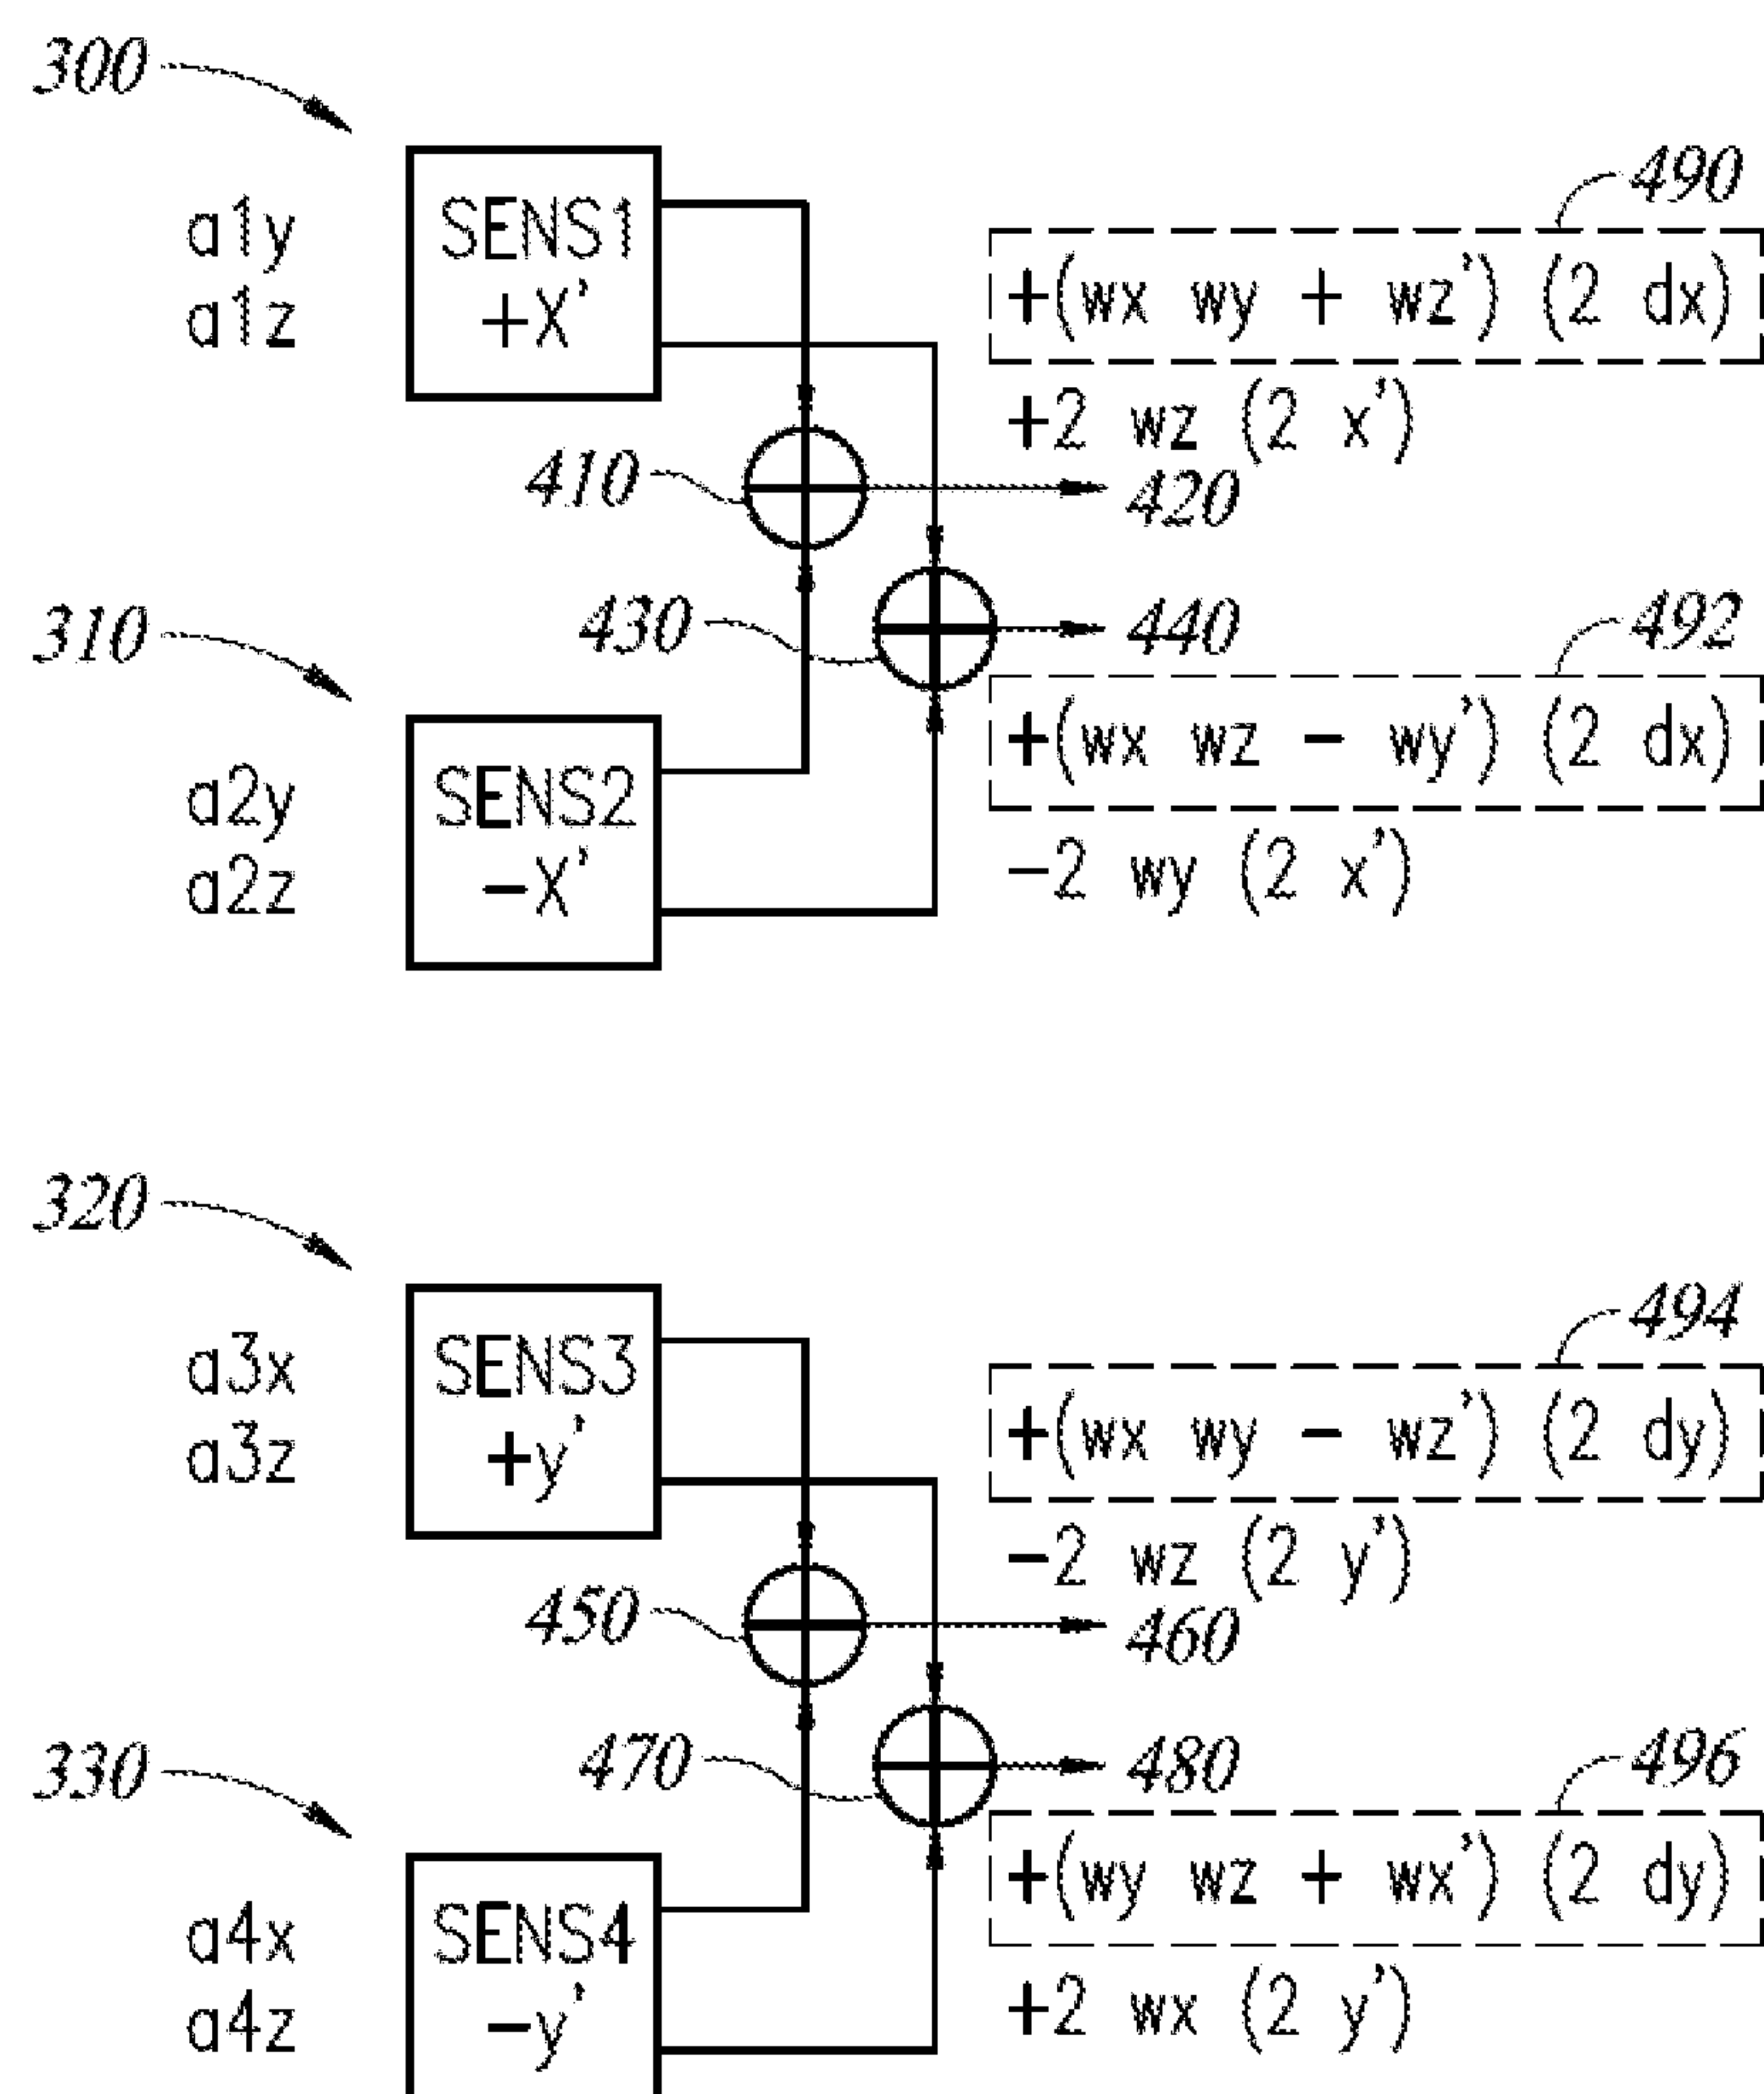 300
a1y
a1z
SENS1
+X'
490
+(wx wy + wz') (2 dx)
+2 wz (2 x')
410
420
430
440
310
a2y
a2z
SENS2
-X'
492
+(wx wz - wy') (2 dx)
-2 wy (2 x')
320
a3x
a3z
SENS3
+y'
494
+(wx wy - wz') (2 dy)
-2 wz (2 y')
450
460
470
480
330
a4x
a4z
SENS4
-y'
496
+(wy wz + wx') (2 dy)
+2 wx (2 y')